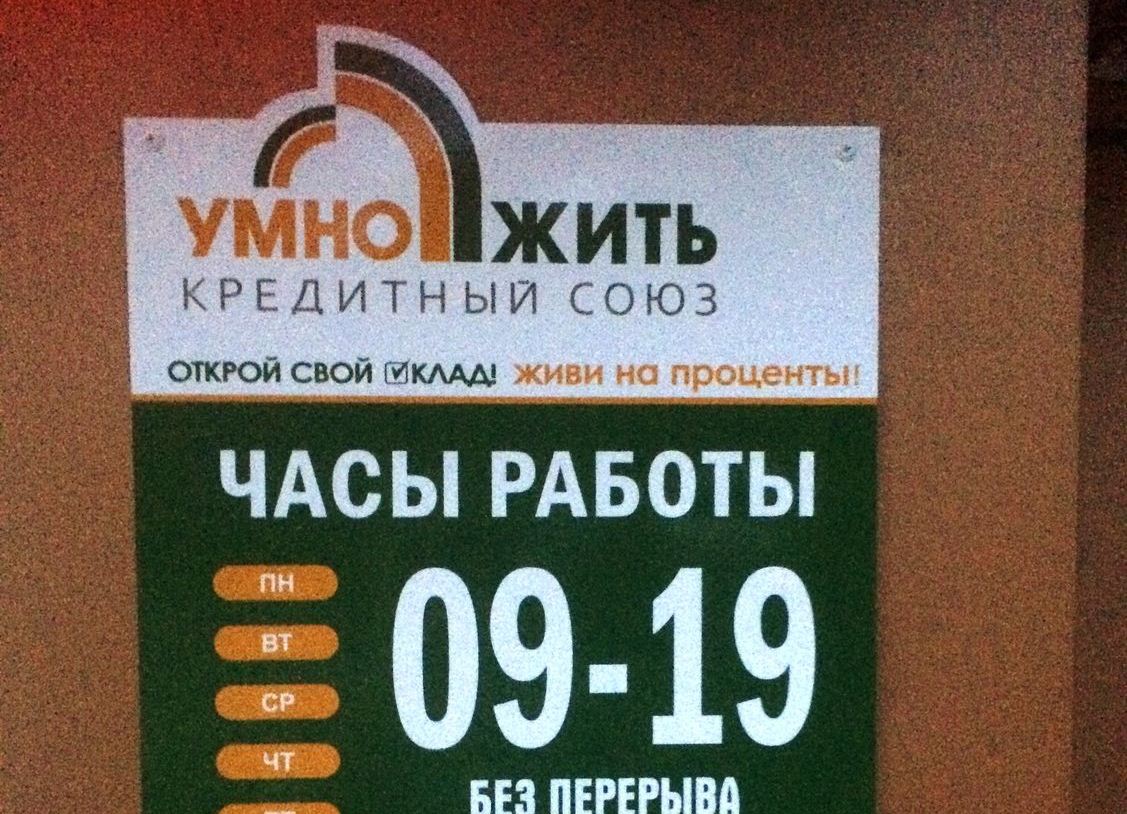 УМНОЖИТЬ
КРЕДИТНЫЙ СОЮЗ
ОТКРОЙ СВОЙ ВКЛАД! ЖИВИ НА ПРОЦЕНТЫ!
ЧАСЫ РАБОТЫ
ПН
ВТ
СР
ЧТ
09-19
БЕЗ ПЕРЕРЫВА